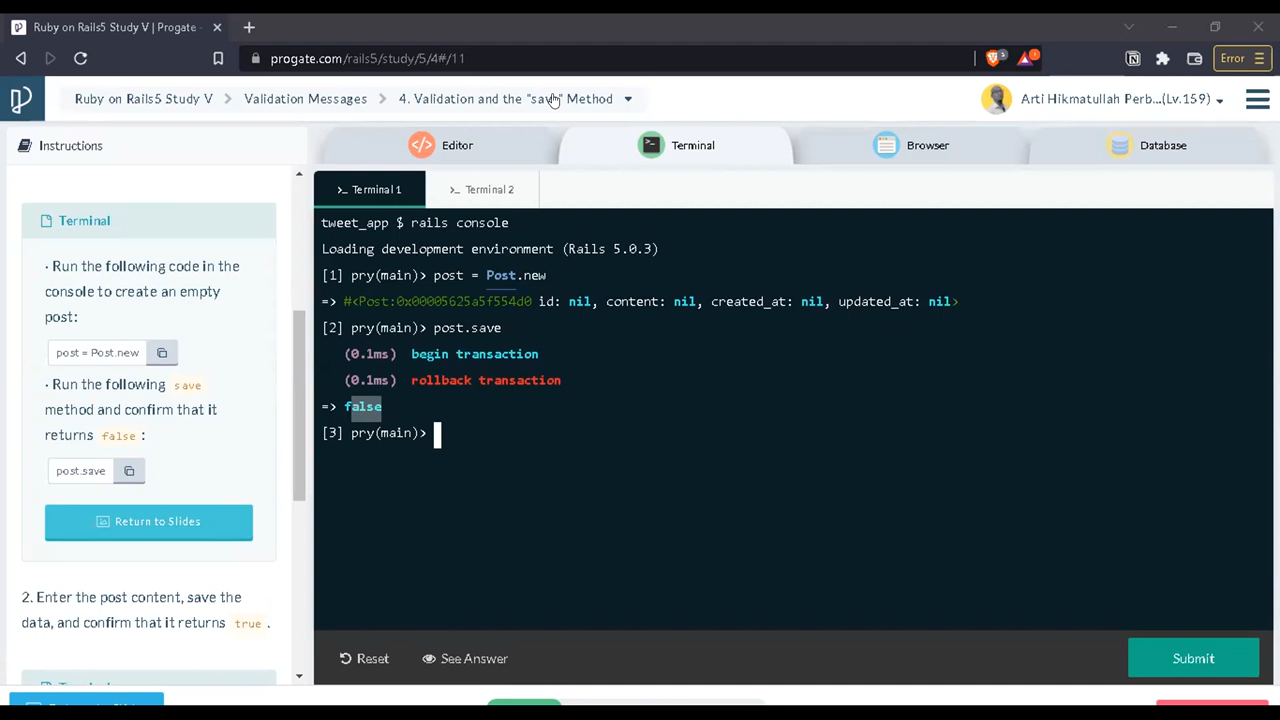 Ruby on Rails5 Study V | Progate -
progate.com/rails5/study/5/4#/11
Error
Ruby on Rails5 Study V
Validation Messages
4. Validation and the "save" Method
Arti Hikmatullah Perb...(Lv.159)
Instructions
Editor
Terminal
Browser
Database
Terminal
· Run the following code in the
console to create an empty
post:
post = Post.new
· Run the following save
method and confirm that it
returns false :
post.save
Return to Slides
2. Enter the post content, save the
data, and confirm that it returns true .
>_ Terminal 1
>_ Terminal 2
tweet_app $ rails console
Loading development environment (Rails 5.0.3)
[1] pry(main)> post = Post.new
=> #<Post:0x00005625a5f554d0 id: nil, content: nil, created_at: nil, updated_at: nil>
[2] pry(main)> post.save
(0.1ms) begin transaction
(0.1ms) rollback transaction
=> false
[3] pry(main)>
Reset
See Answer
Submit